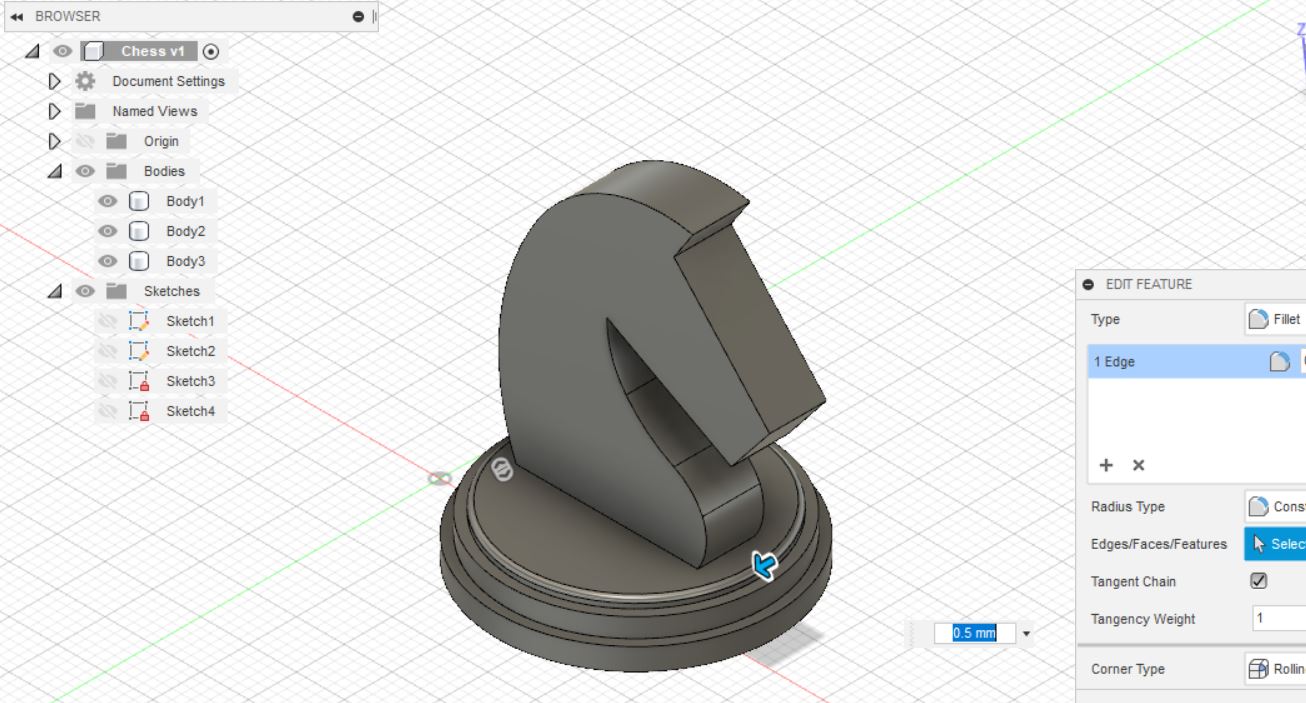 BROWSER
Chess v1
Document Settings
Named Views
Origin
Bodies
Body1
Body2
Body3
Sketches
Sketch1
Sketch2
Sketch3
Sketch4
Z
EDIT FEATURE
Type Fillet
1 Edge
Radius Type Cons
Edges/Faces/Features Selec
Tangent Chain
Tangency Weight 1
0.5 mm
Corner Type Rollin